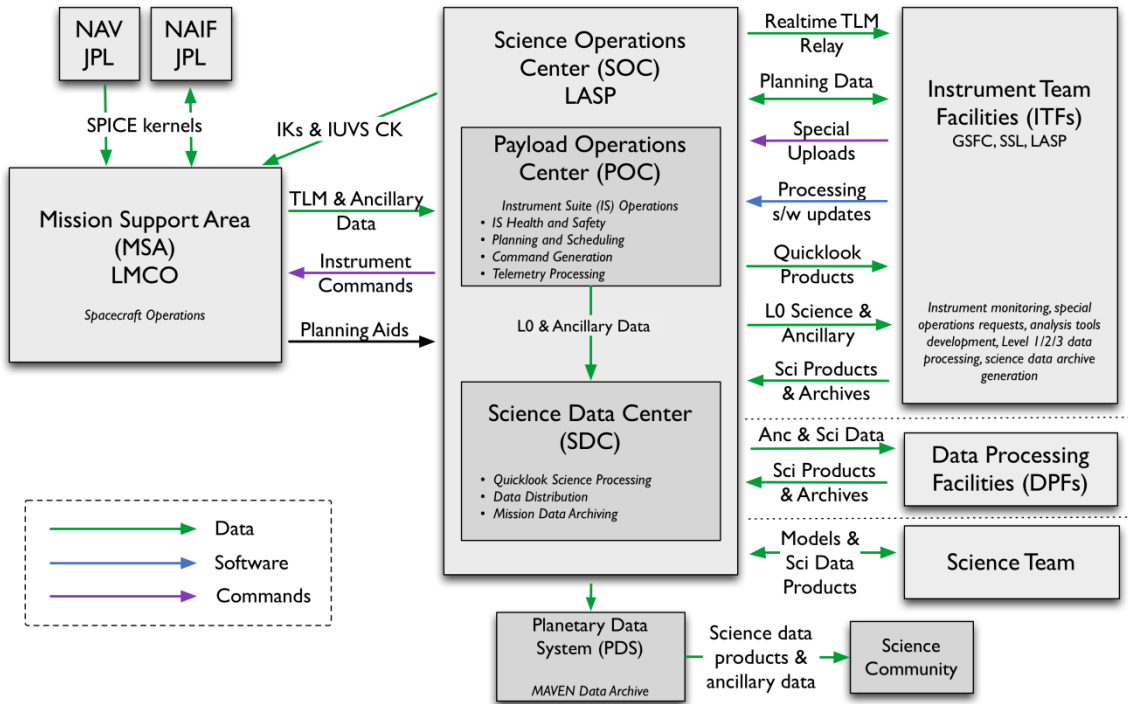 NAV
JPL
NAIF
JPL
SPICE kernels
IKs & IUVS CK
Mission Support Area
(MSA)
LMCO
Spacecraft Operations
TLM & Ancillary
Data
Instrument
Commands
Planning Aids
Science Operations
Center (SOC)
LASP
Payload Operations
Center (POC)
Instrument Suite (IS) Operations
• IS Health and Safety
• Planning and Scheduling
• Command Generation
• Telemetry Processing
L0 & Ancillary Data
Science Data Center
(SDC)
• Quicklook Science Processing
• Data Distribution
• Mission Data Archiving
Realtime TLM
Relay
Planning Data
Special
Uploads
Processing
s/w updates
Quicklook
Products
L0 Science &
Ancillary
Sci Products
& Archives
Instrument Team
Facilities (ITFs)
GSFC, SSL, LASP
Instrument monitoring, special
operations requests, analysis tools
development, Level 1/2/3 data
processing, science data archive
generation
Anc & Sci Data
Sci Products
& Archives
Data Processing
Facilities (DPFs)
Models &
Sci Data
Products
Science Team
Data
Software
Commands
Planetary Data
System (PDS)
MAVEN Data Archive
Science data
products &
ancillary data
Science
Community